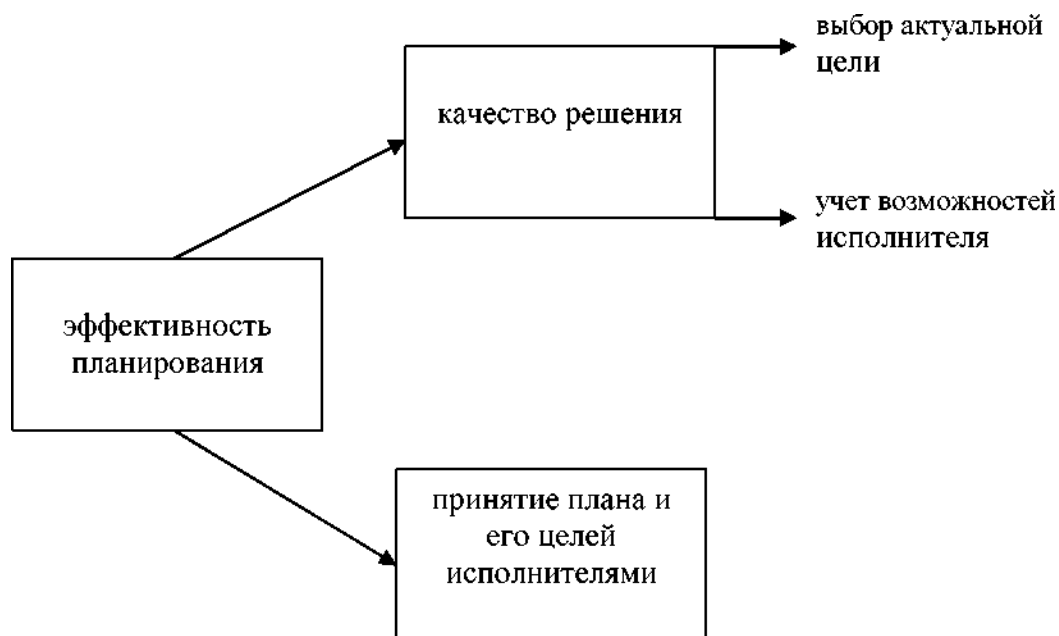 выбор актуальной
цели
качество решения
учет возможностей
исполнителя
эффективность
планирования
принятие плана и
его целей
исполнителями